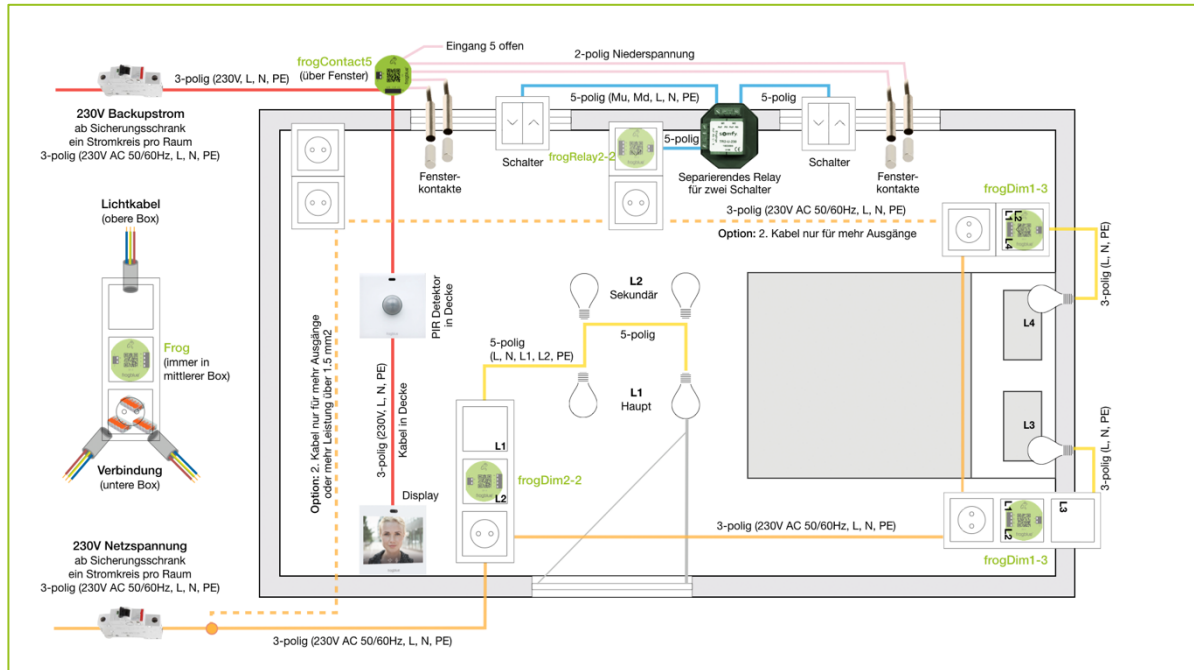 Eingang 5 offen
frogContact5
(über Fenster)
2-polig Niederspannung
3-polig (230V, L, N, PE)
230V Backupstrom
ab Sicherungsschrank
ein Stromkreis pro Raum
3-polig (230V AC 50/60Hz, L, N, PE)
5-polig (Mu, Md, L, N, PE)
5-polig
5-polig
Schalter
frogRelay2-2
Schalter
Fenster-
kontakte
Separierendes Relay
für zwei Schalter
Fenster-
kontakte
somfy
frogDim1-3
3-polig (230V AC 50/60Hz, L, N, PE)
Option: 2. Kabel nur für mehr Ausgänge
L1
L2
L4
3-polig (L, N, PE)
Lichtkabel
(obere Box)
Frog
(immer in
mittlerer Box)
Verbindung
(untere Box)
Option: 2. Kabel nur für mehr Ausgänge
oder mehr Leistung über 1.5 mm2
PIR Detektor
in Decke
3-polig (230V, L, N, PE)
Kabel in Decke
Display
L2
Sekundär
5-polig
(L, N, L1, L2, PE)
5-polig
L1
Haupt
L1
L2
frogDim2-2
L4
L3
3-polig (L, N, PE)
3-polig (230V AC 50/60Hz, L, N, PE)
L1
L2
L3
frogDim1-3
230V Netzspannung
ab Sicherungsschrank
ein Stromkreis pro Raum
3-polig (230V AC 50/60Hz, L, N, PE)
3-polig (230V AC 50/60Hz, L, N, PE)